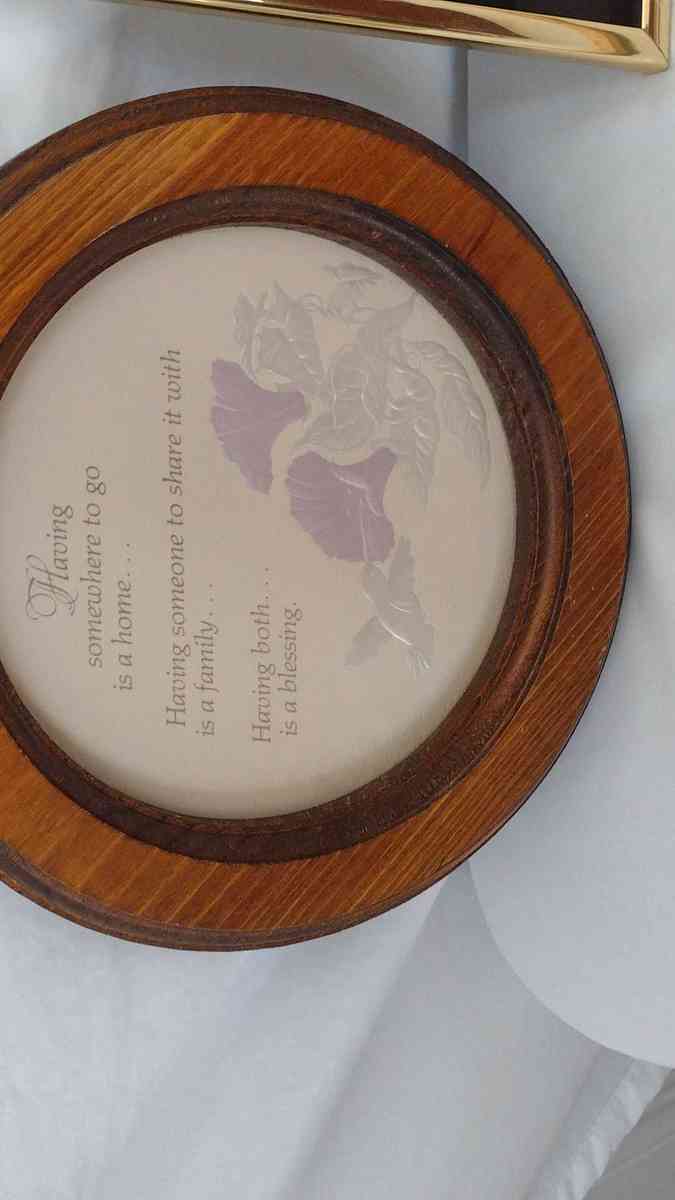 Having
somewhere to go
is a home...
Having someone to share it with
is a family...
Having both...
is a blessing.